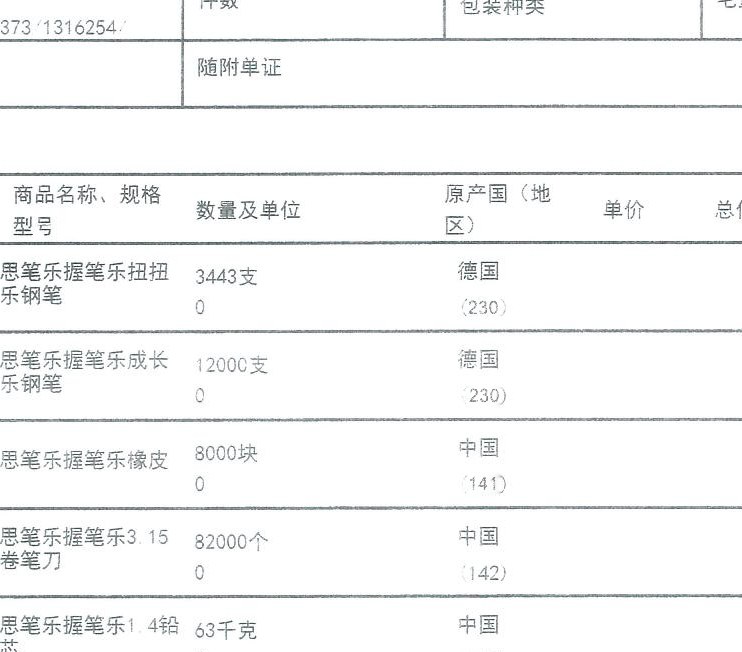 件数
包装种类
373/1316254
随附单证
商品名称、规格
型号
数量及单位
原产国（地
区）
单价
总
思笔乐握笔乐扭扭
乐钢笔
3443支
0
德国
(230)
思笔乐握笔乐成长
乐钢笔
12000支
0
德国
(230)
思笔乐握笔乐橡皮
8000块
0
中国
(141)
思笔乐握笔乐3.15
卷笔刀
82000个
0
中国
(142)
思笔乐握笔乐1.4铅
芯
63千克
中国